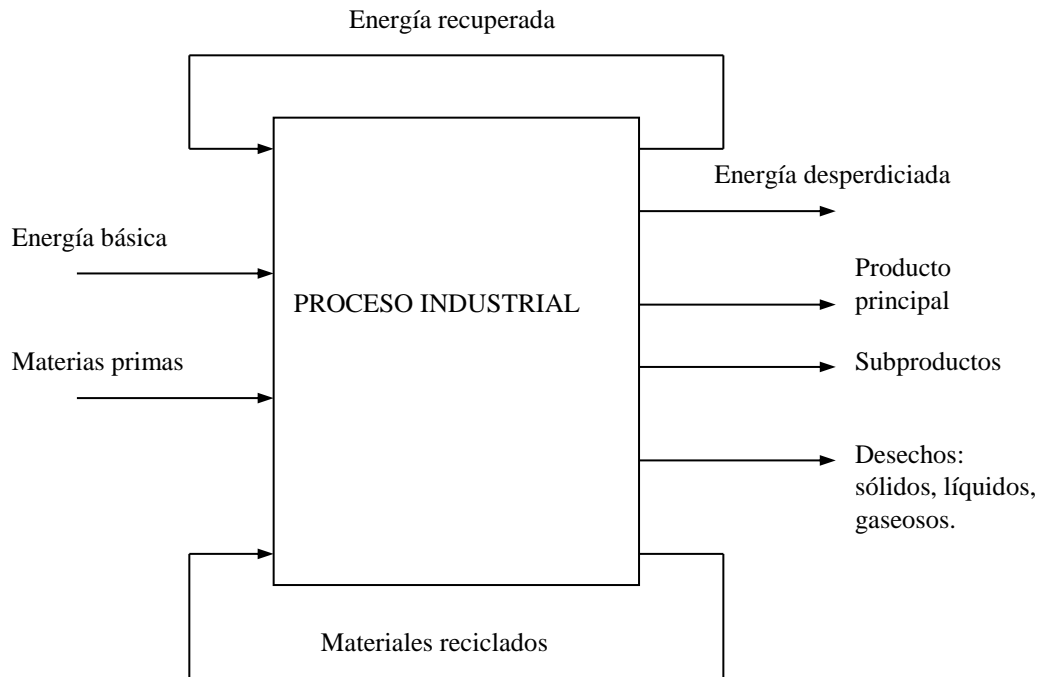 Energía recuperada
Energía desperdiciada
Energía básica
Producto
principal
PROCESO INDUSTRIAL
Materias primas
Subproductos
Desechos:
sólidos, líquidos,
gaseosos.
Materiales reciclados